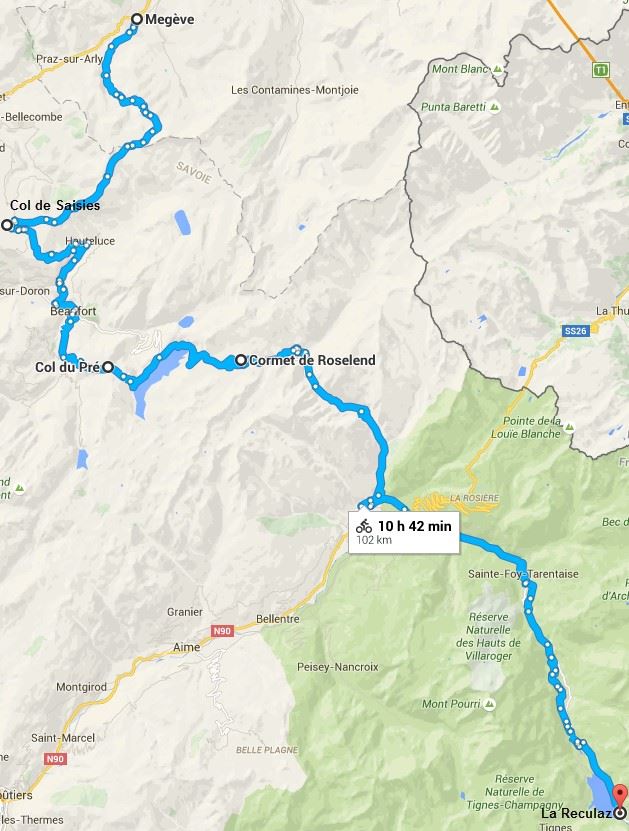 Megève
Praz-sur-Arly
Mont Blanc
T1
Les Contamines-Montjoie
Punta Baretti
-Bellecombe
SAVOIE
Col de Saisies
Hauteluce
-sur-Doron
Beaufort
La Thu
SS26
Col du Pré
Cormet de Roselend
Pointe de la
Louïe Blanche
LA ROSIÈRE
10 h 42 min
102 km
Bec d
Sainte-Foy-Tarentaise
Granier
Bellentre
N90
Aime
Réserve
Naturelle
des Hauts de
Villaroger
d'Arc
Peisey-Nancroix
Montgirod
Mont Pourri
Saint-Marcel
BELLE PLAGNE
N90
Réserve
Naturelle de
Tignes-Champagny
oûtiers
La Reculaz
les-Thermes
Tignes